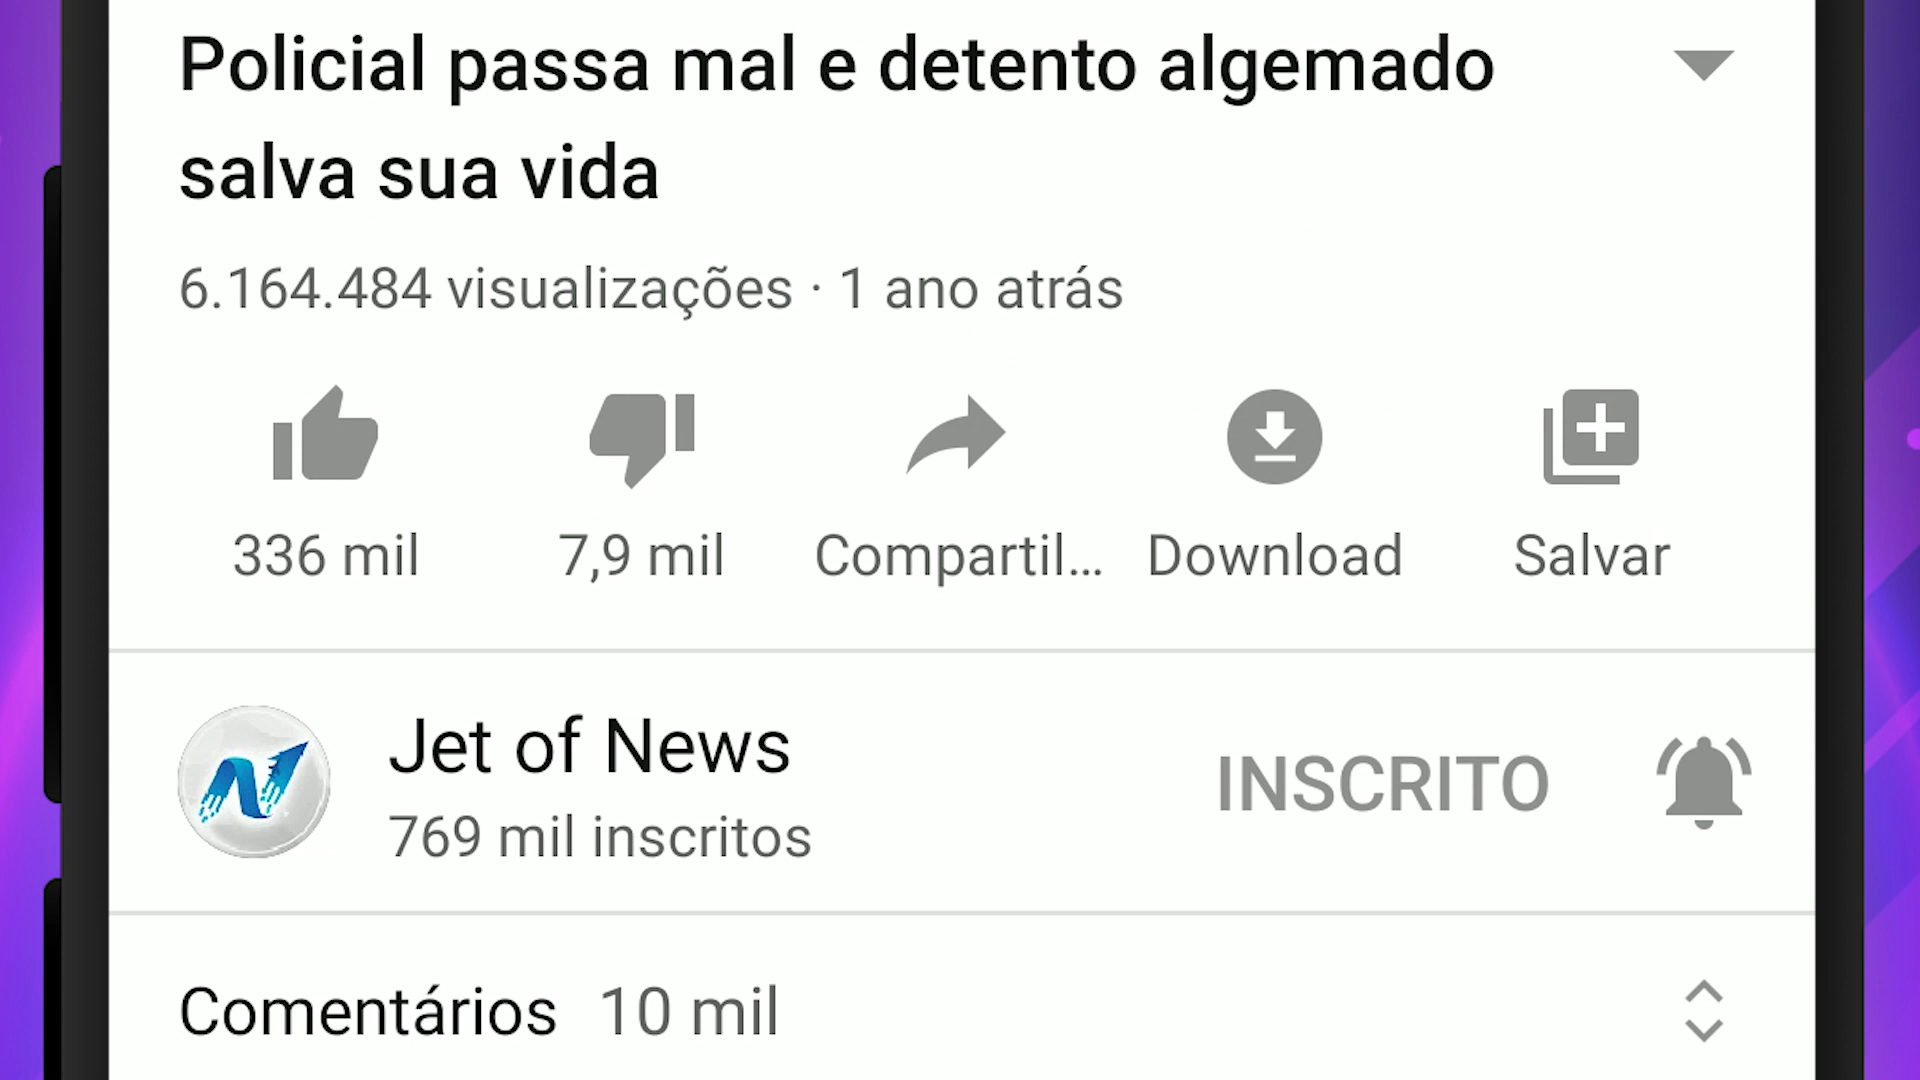 Policial passa mal e detento algemado
salva sua vida
6.164.484 visualizações · 1 ano atrás
336 mil
7,9 mil
Compartil...
Download
Salvar
Jet of News
769 mil inscritos
INSCRITO
Comentários 10 mil